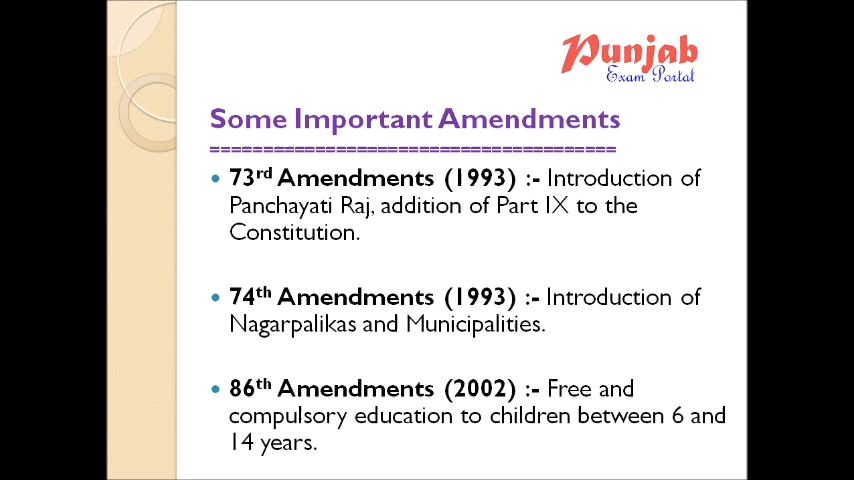 Punjab
Exam Portal
Some Important Amendments
=======================================
• 73rd Amendments (1993) :- Introduction of
Panchayati Raj, addition of Part IX to the
Constitution.
• 74th Amendments (1993) :- Introduction of
Nagarpalikas and Municipalities.
• 86th Amendments (2002) :- Free and
compulsory education to children between 6 and
14 years.